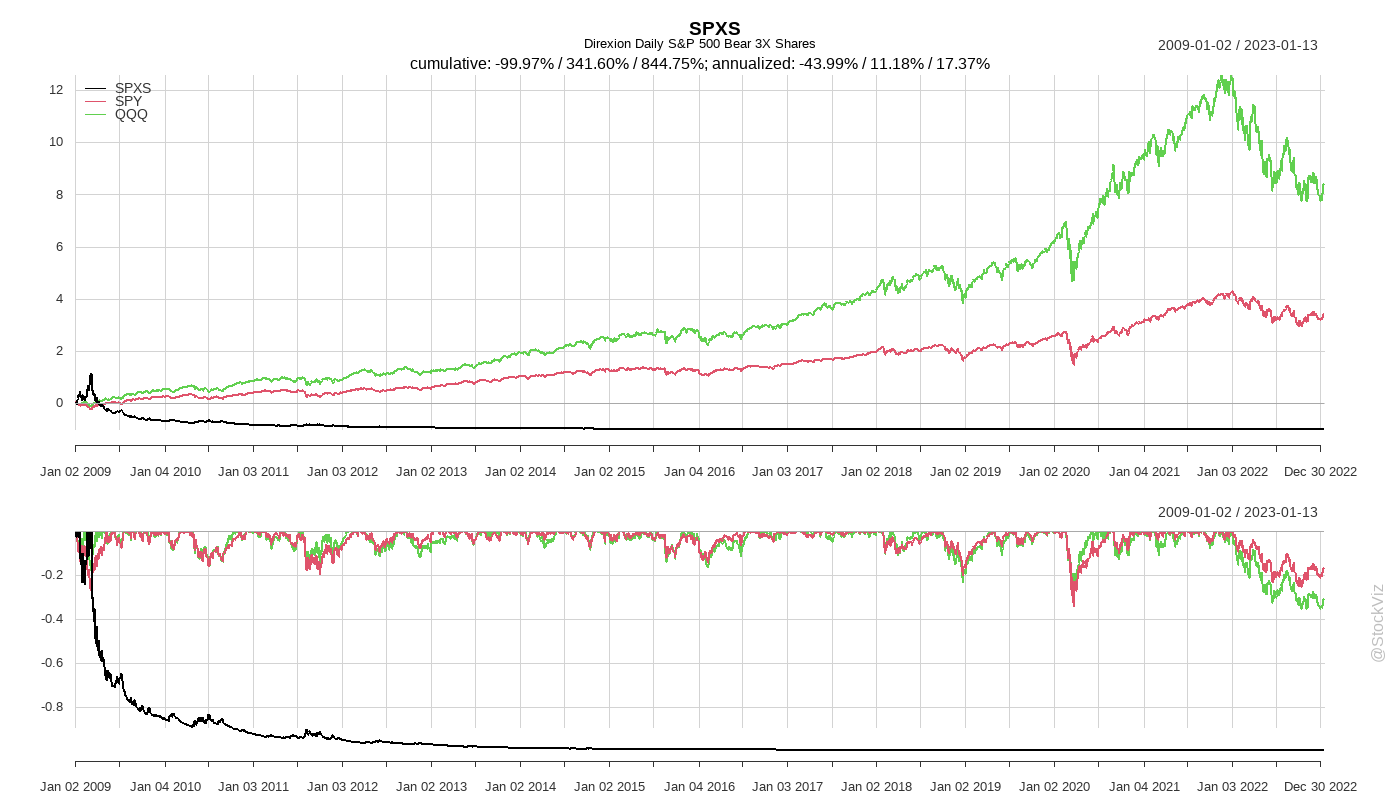 SPXS
Direxion Daily S&P 500 Bear 3X Shares
2009-01-02 / 2023-01-13
cumulative: -99.97% / 341.60% / 844.75%; annualized: -43.99% / 11.18% / 17.37%
SPXS
SPY
QQQ
12
10
8
6
4
2
0
Jan 02 2009 Jan 04 2010 Jan 03 2011 Jan 03 2012 Jan 02 2013 Jan 02 2014 Jan 02 2015 Jan 04 2016 Jan 03 2017 Jan 02 2018 Jan 02 2019 Jan 02 2020 Jan 04 2021 Jan 03 2022 Dec 30 2022
2009-01-02 / 2023-01-13
-0.2
-0.4
-0.6
-0.8
Jan 02 2009 Jan 04 2010 Jan 03 2011 Jan 03 2012 Jan 02 2013 Jan 02 2014 Jan 02 2015 Jan 04 2016 Jan 03 2017 Jan 02 2018 Jan 02 2019 Jan 02 2020 Jan 04 2021 Jan 03 2022 Dec 30 2022
@StockViz